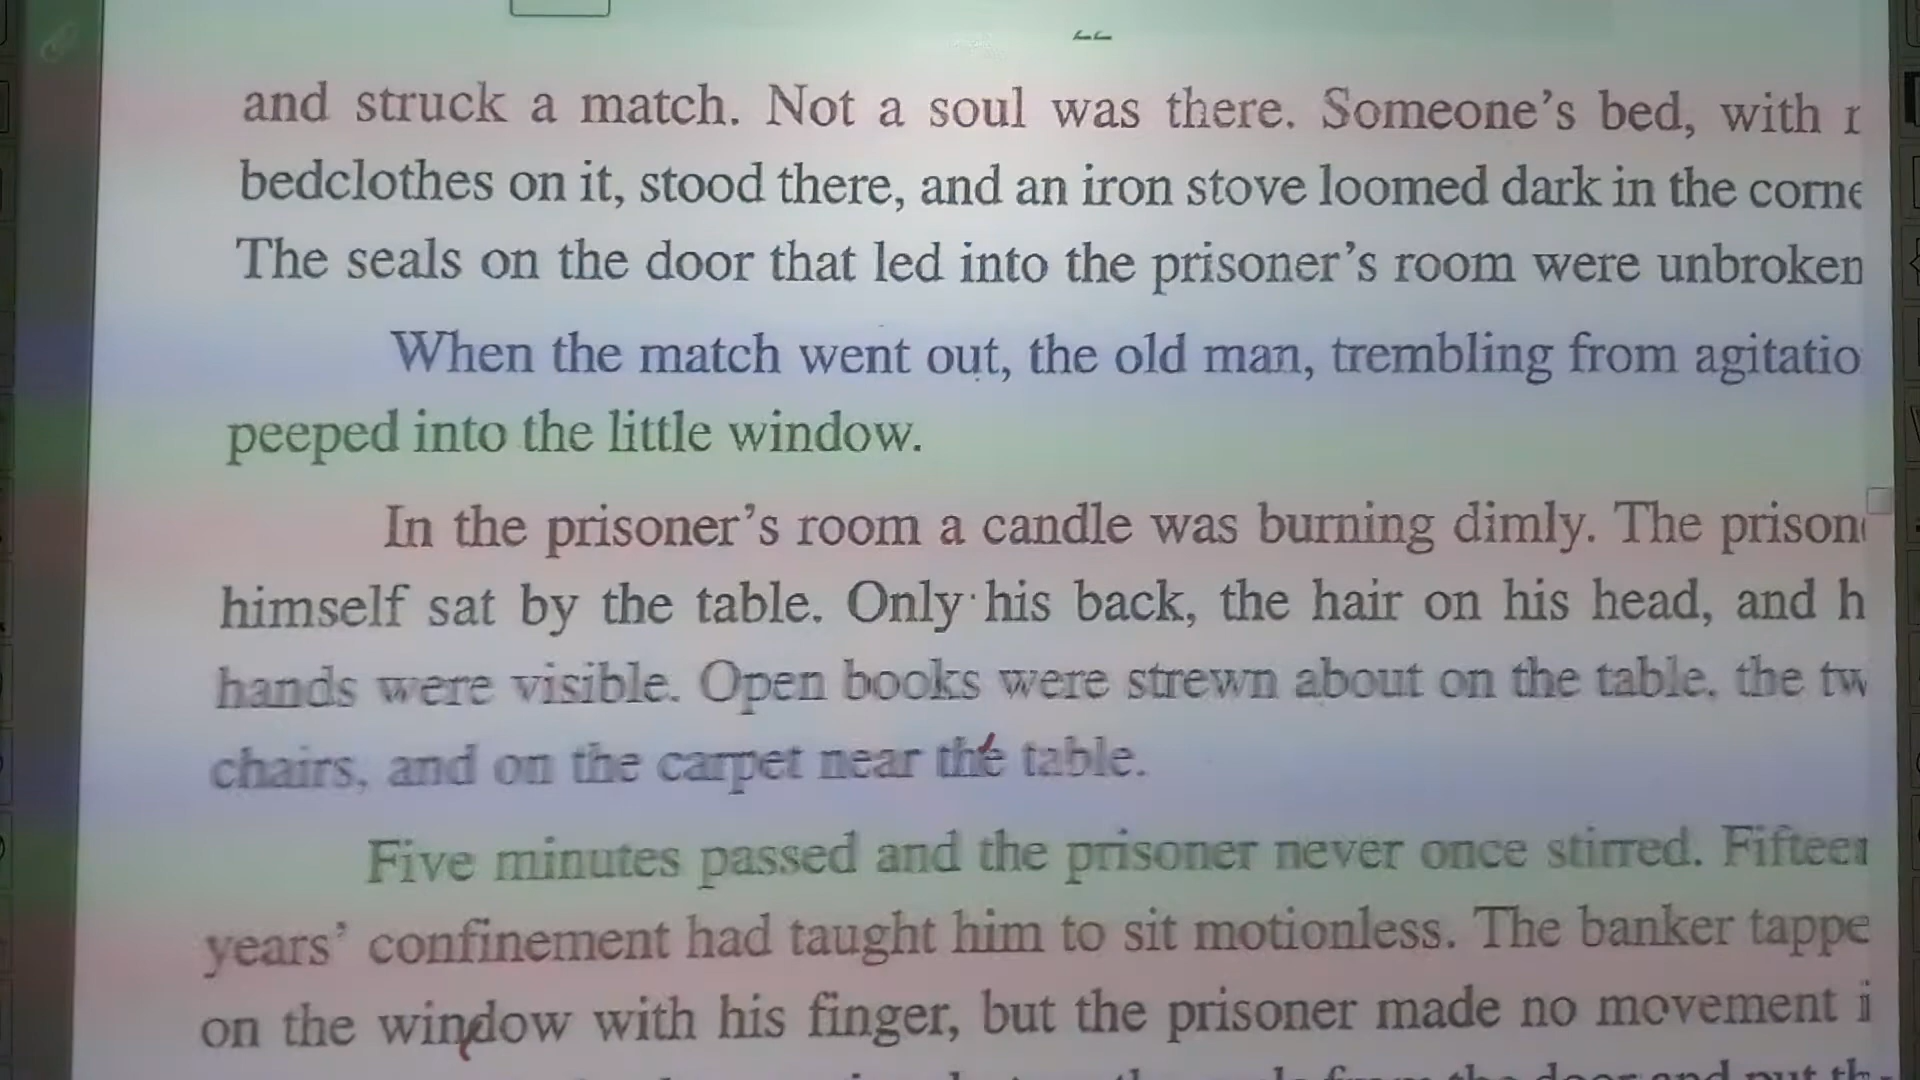 and struck a match. Not a soul was there. Someone's bed, with
bedclothes on it, stood there, and an iron stove loomed dark in the corne
The seals on the door that led into the prisoner's room were unbroken
When the match went out, the old man, trembling from agitatio
peeped into the little window.
In the prisoner's room a candle was burning dimly. The prison
himself sat by the table. Only his back, the hair on his head, and h
hands were visible. Open books were strewn about on the table, the tw
chairs, and on the carpet near the table.
Five minutes passed and the prisoner never once stirred. Fifteen
years' confinement had taught him to sit motionless. The banker tappe
on the window with his finger, but the prisoner made no movement i